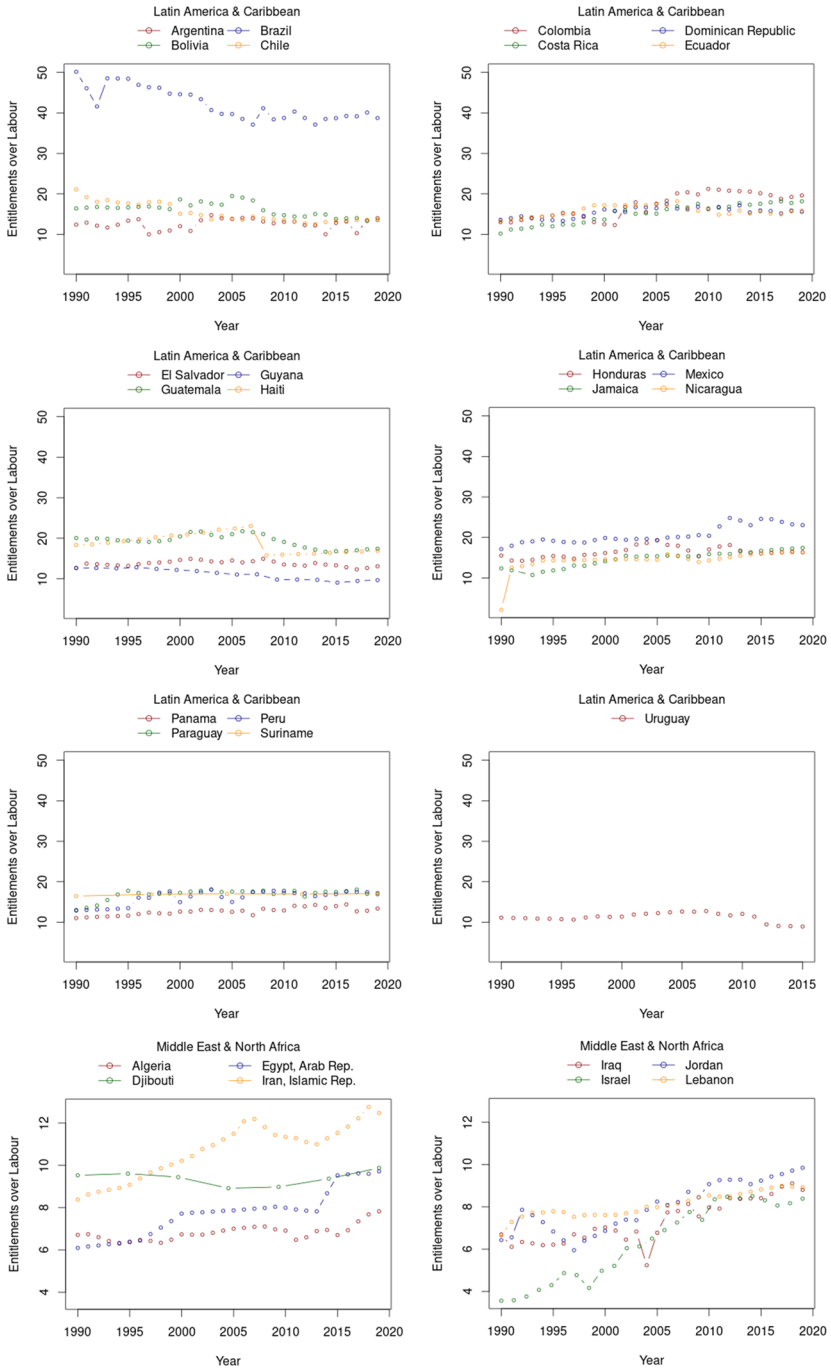 Latin America & Caribbean
Argentina Brazil
Bolivia Chile
Entitlements over Labour
50
40
30
20
10
1990 1995 2000 2005 2010 2015 2020
Year
Latin America & Caribbean
Colombia Dominican Republic
Costa Rica Ecuador
Entitlements over Labour
50
40
30
20
10
1990 1995 2000 2005 2010 2015 2020
Year
Latin America & Caribbean
El Salvador Guyana
Guatemala Haiti
Entitlements over Labour
50
40
30
20
10
1990 1995 2000 2005 2010 2015 2020
Year
Latin America & Caribbean
Honduras Mexico
Jamaica Nicaragua
Entitlements over Labour
50
40
30
20
10
1990 1995 2000 2005 2010 2015 2020
Year
Latin America & Caribbean
Panama Peru
Paraguay Suriname
Entitlements over Labour
50
40
30
20
10
1990 1995 2000 2005 2010 2015 2020
Year
Latin America & Caribbean
Uruguay
Entitlements over Labour
50
40
30
20
10
1990 1995 2000 2005 2010 2015
Year
Middle East & North Africa
Algeria Egypt, Arab Rep.
Djibouti Iran, Islamic Rep.
Entitlements over Labour
12
10
8
6
4
1990 1995 2000 2005 2010 2015 2020
Year
Middle East & North Africa
Iraq Jordan
Israel Lebanon
Entitlements over Labour
12
10
8
6
4
1990 1995 2000 2005 2010 2015 2020
Year